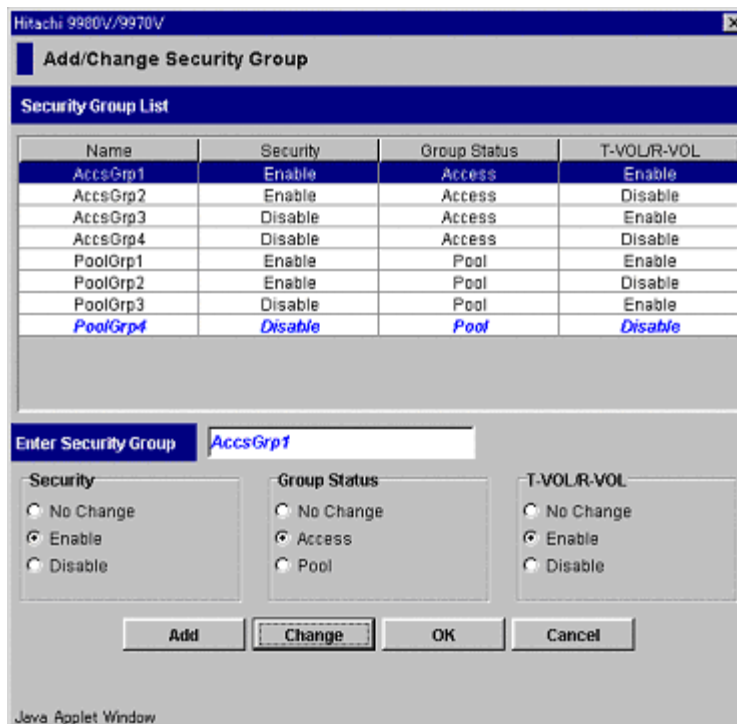 Hitachi 9980V/9970V
Add/Change Security Group
Security Group List
Name Security Group Status T-VOL/R-VOL
AccsGrp1 Enable Access Enable
AccsGrp2 Enable Access Disable
AccsGrp3 Disable Access Enable
AccsGrp4 Disable Access Disable
PoolGrp1 Enable Pool Enable
PoolGrp2 Enable Pool Disable
PoolGrp3 Disable Pool Enable
PoolGrp4 Disable Pool Disable
Enter Security Group AccsGrp1
Security Group Status T-VOL/R-VOL
No Change No Change No Change
Enable Access Enable
Disable Pool Disable
Add Change OK Cancel
Java Applet Window